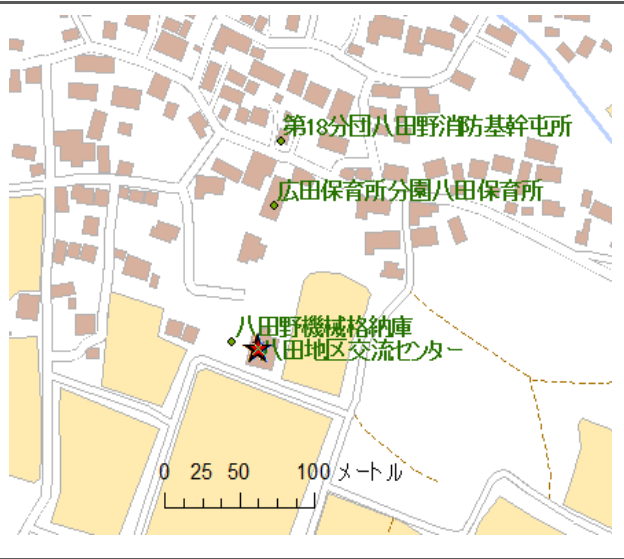 第18分団八田野消防基幹屯所
広田保育所分園八田保育所
八田野機械格納庫
八田地区交流センター
0 25 50 100 メートル